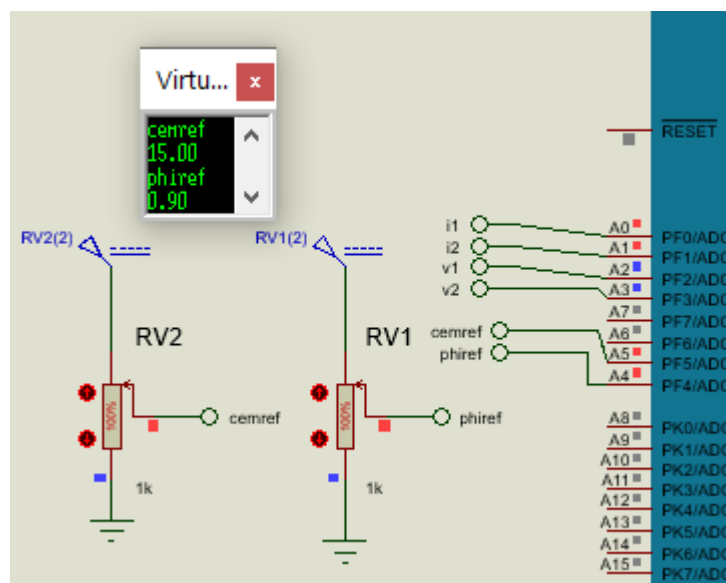 Virtu...
x
cemref
15.00
phiref
0.90
RV2(2)
RV1(2)
RV2
RV1
100%
100%
cemref
phiref
1k
1k
i1
i2
v1
v2
cemref
phiref
RESET
A0
PF0/ADC
A1
PF1/ADC
A2
PF2/ADC
A3
PF3/ADC
A7
PF7/ADC
A6
PF6/ADC
A5
PF5/ADC
A4
PF4/ADC
A8
PK0/ADC
A9
PK1/ADC
A10
PK2/ADC
A11
PK3/ADC
A12
PK4/ADC
A13
PK5/ADC
A14
PK6/ADC
A15
PK7/ADC